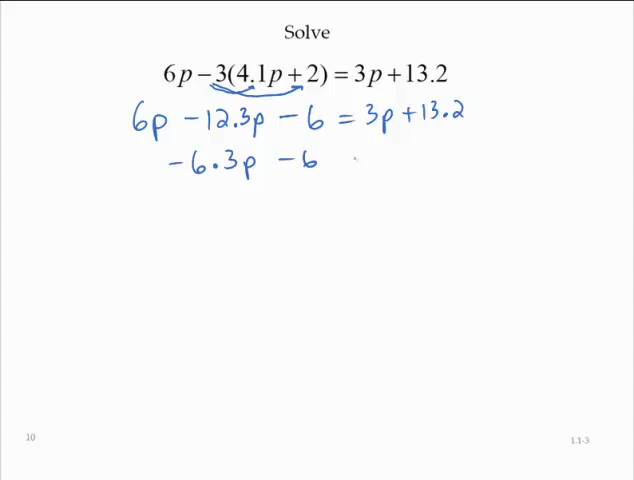 Solve
6p − 3(4.1p + 2) = 3p + 13.2
6p − 12.3p − 6 = 3p + 13.2
− 6.3p − 6
10
1.1-3